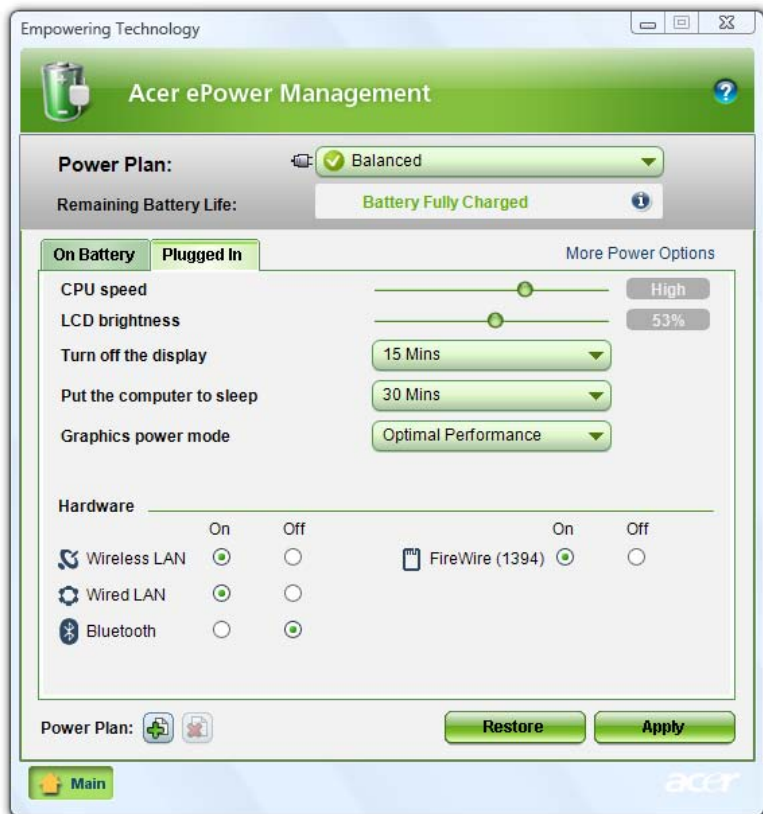 Empowering Technology
Acer ePower Management
Power Plan: Balanced
Remaining Battery Life: Battery Fully Charged
On Battery Plugged In More Power Options
CPU speed High
LCD brightness 53%
Turn off the display 15 Mins
Put the computer to sleep 30 Mins
Graphics power mode Optimal Performance
Hardware
On Off On Off
Wireless LAN FireWire (1394)
Wired LAN
Bluetooth
Power Plan: Restore Apply
Main acer